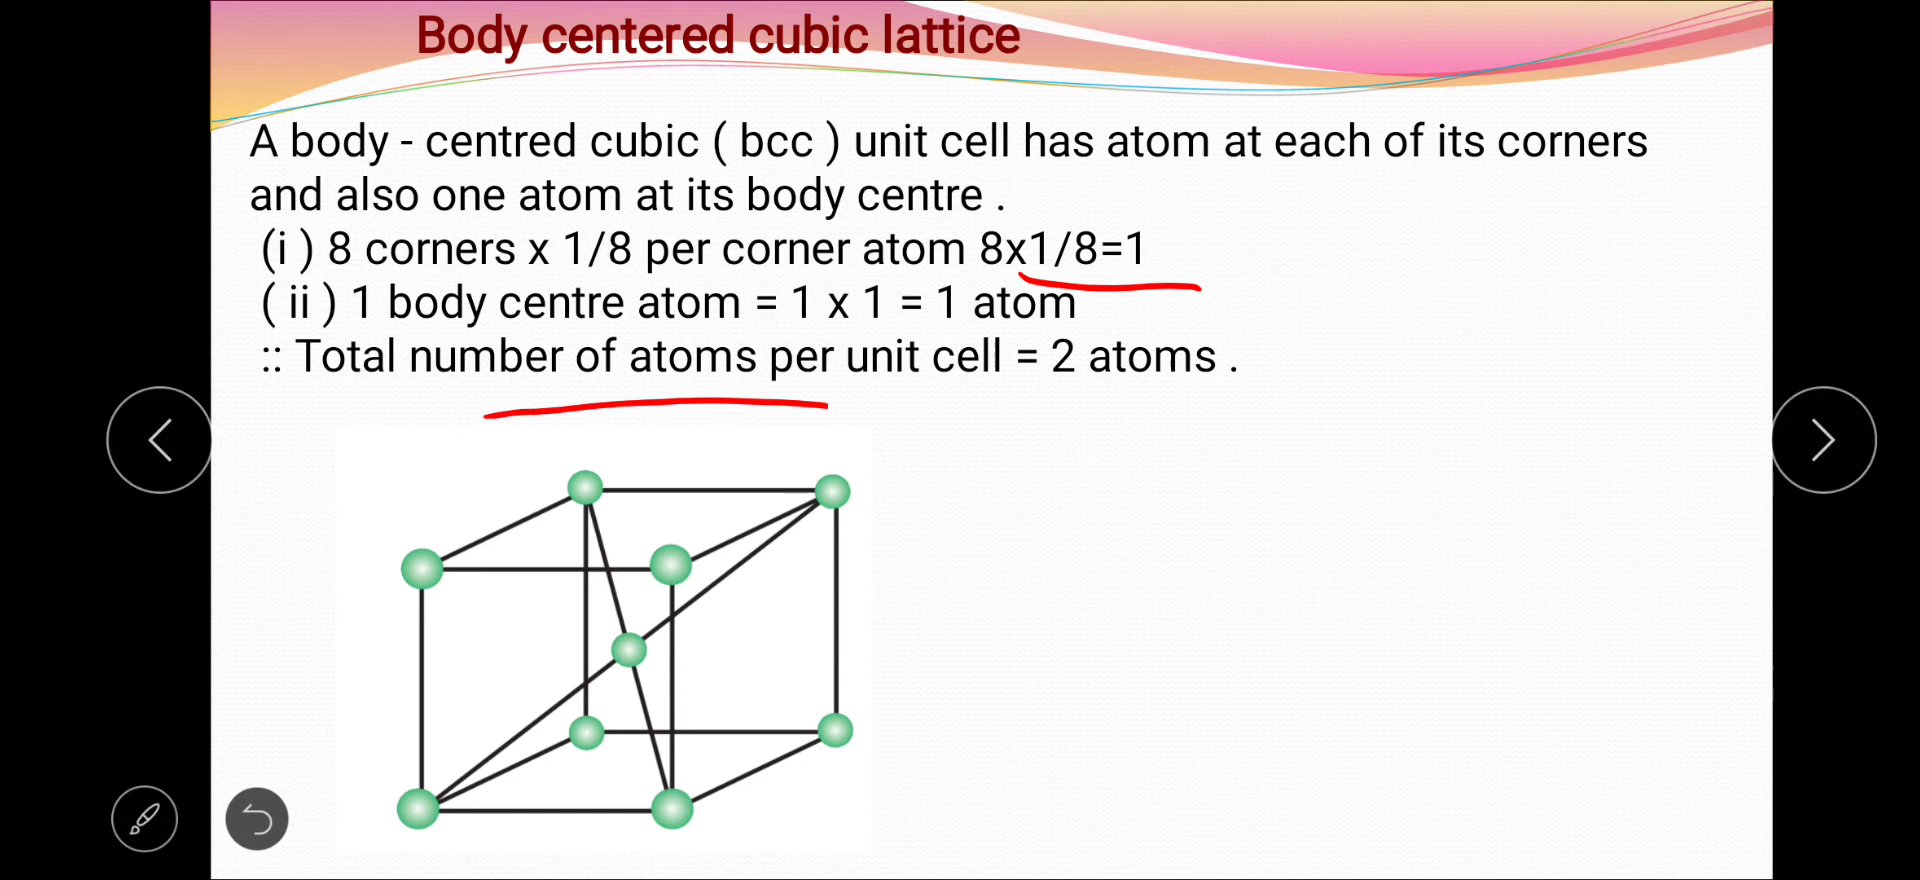 Body centered cubic lattice
A body - centred cubic ( bcc ) unit cell has atom at each of its corners
and also one atom at its body centre .
(i ) 8 corners x 1/8 per corner atom 8x1/8=1
( ii ) 1 body centre atom = 1 x 1 = 1 atom
:: Total number of atoms per unit cell = 2 atoms .